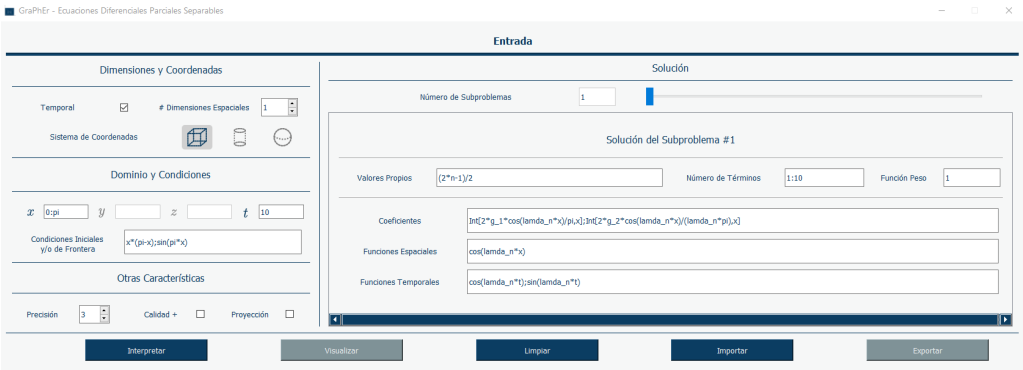 GraPhEr - Ecuaciones Diferenciales Parciales Separables
Entrada
Dimensiones y Coordenadas
Temporal
# Dimensiones Espaciales
1
Sistema de Coordenadas
Dominio y Condiciones
x
0:pi
y
z
t
10
Condiciones Iniciales
y/o de Frontera
x*(pi-x);sin(pi*x)
Otras Características
Precisión
3
Calidad +
Proyección
Solución
Número de Subproblemas
1
Solución del Subproblema #1
Valores Propios
(2*n-1)/2
Número de Términos
1:10
Función Peso
1
Coeficientes
Int[2*g_1*cos(lamda_n*x)/pi,x];Int[2*g_2*cos(lamda_n*x)/(lamda_n*pi),x]
Funciones Espaciales
cos(lamda_n*x)
Funciones Temporales
cos(lamda_n*t);sin(lamda_n*t)
Interpretar
Visualizar
Limpiar
Importar
Exportar